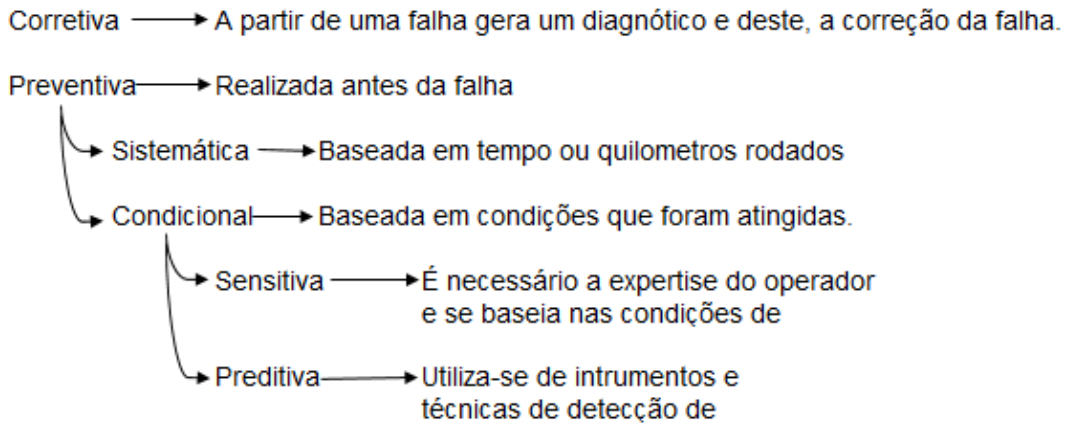 Corretiva A partir de uma falha gera um diagnótico e deste, a correção da falha.
Preventiva Realizada antes da falha
Sistemática Baseada em tempo ou quilometros rodados
Condicional Baseada em condições que foram atingidas.
Sensitiva É necessário a expertise do operador
e se baseia nas condições de
Preditiva Utiliza-se de intrumentos e
técnicas de detecção de